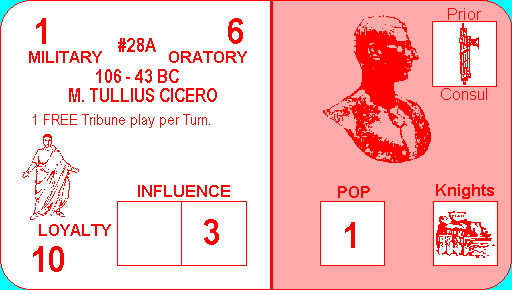 1 #28A 6
MILITARY ORATORY
106 - 43 BC
M. TULLIUS CICERO
1 FREE Tribune play per Turn.
INFLUENCE
3
LOYALTY
10
Prior
Consul
POP
1
Knights